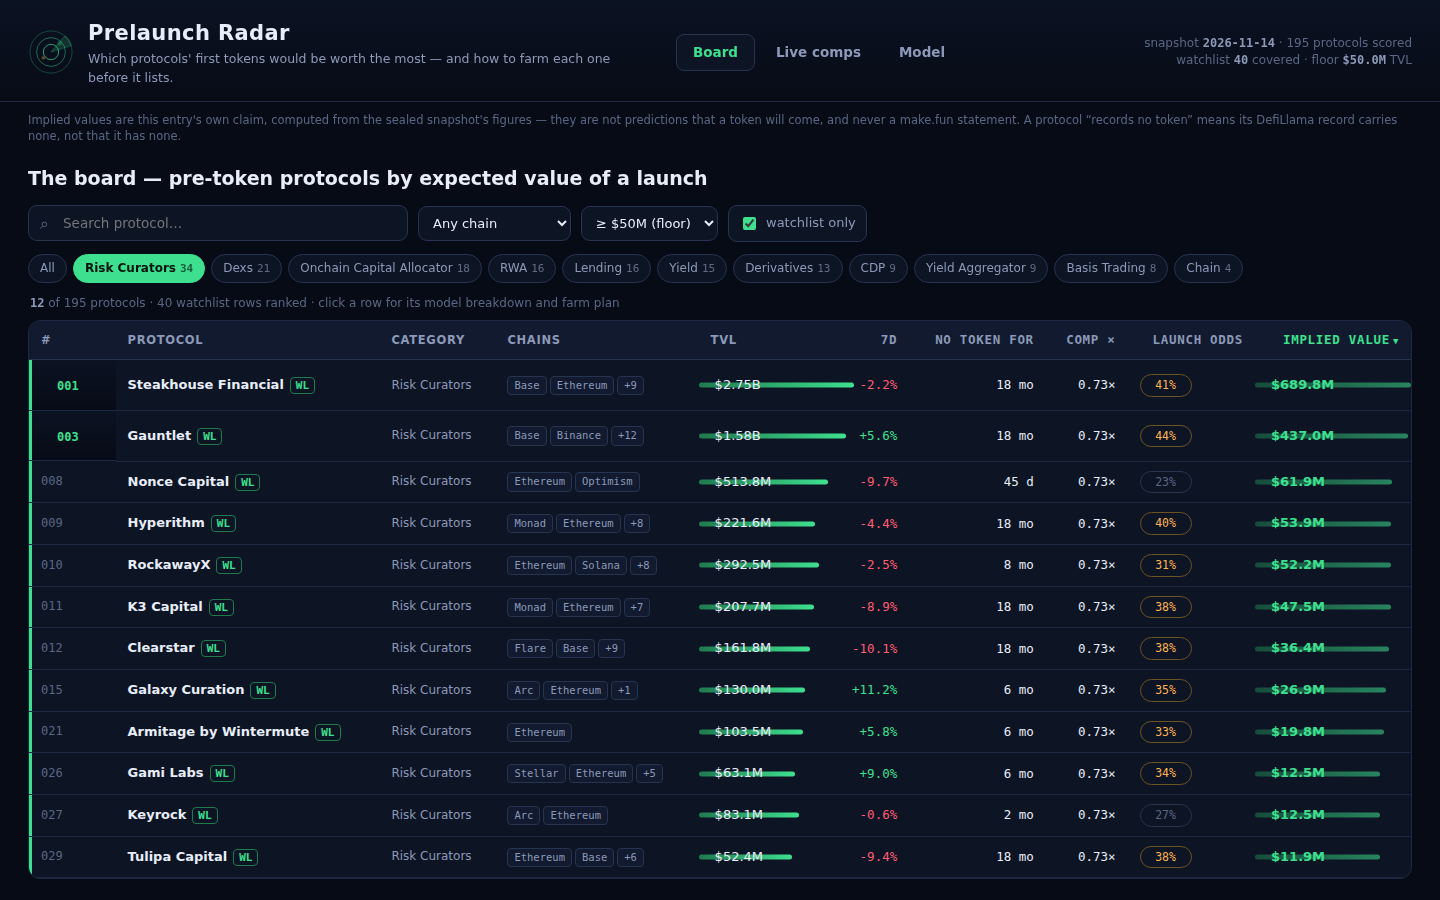 Prelaunch Radar
Which protocols' first tokens would be worth the most — and how to farm each one
before it lists.
Board Live comps Model
snapshot 2026-11-14 · 195 protocols scored
watchlist 40 covered · floor $50.0M TVL
Implied values are this entry's own claim, computed from the sealed snapshot's figures — they are not predictions that a token will come, and never a make.fun statement. A protocol “records no token” means its DefiLlama record carries
none, not that it has none.
The board — pre-token protocols by expected value of a launch
Search protocol… Any chain ≥ $50M (floor) watchlist only
All Risk Curators 34 Dexs 21 Onchain Capital Allocator 18 RWA 16 Lending 16 Yield 15 Derivatives 13 CDP 9 Yield Aggregator 9 Basis Trading 8 Chain 4
12 of 195 protocols · 40 watchlist rows ranked · click a row for its model breakdown and farm plan
# PROTOCOL CATEGORY CHAINS TVL 7D NO TOKEN FOR COMP × LAUNCH ODDS IMPLIED VALUE ▼
001 Steakhouse Financial WL Risk Curators Base Ethereum +9 $2.75B -2.2% 18 mo 0.73× 41% $689.8M
003 Gauntlet WL Risk Curators Base Binance +12 $1.58B +5.6% 18 mo 0.73× 44% $437.0M
008 Nonce Capital WL Risk Curators Ethereum Optimism $513.8M -9.7% 45 d 0.73× 23% $61.9M
009 Hyperithm WL Risk Curators Monad Ethereum +8 $221.6M -4.4% 18 mo 0.73× 40% $53.9M
010 RockawayX WL Risk Curators Ethereum Solana +8 $292.5M -2.5% 8 mo 0.73× 31% $52.2M
011 K3 Capital WL Risk Curators Monad Ethereum +7 $207.7M -8.9% 18 mo 0.73× 38% $47.5M
012 Clearstar WL Risk Curators Flare Base +9 $161.8M -10.1% 18 mo 0.73× 38% $36.4M
015 Galaxy Curation WL Risk Curators Arc Ethereum +1 $130.0M +11.2% 6 mo 0.73× 35% $26.9M
021 Armitage by Wintermute WL Risk Curators Ethereum $103.5M +5.8% 6 mo 0.73× 33% $19.8M
026 Gami Labs WL Risk Curators Stellar Ethereum +5 $63.1M +9.0% 6 mo 0.73× 34% $12.5M
027 Keyrock WL Risk Curators Arc Ethereum $83.1M -0.6% 2 mo 0.73× 27% $12.5M
029 Tulipa Capital WL Risk Curators Ethereum Base +6 $52.4M -9.4% 18 mo 0.73× 38% $11.9M